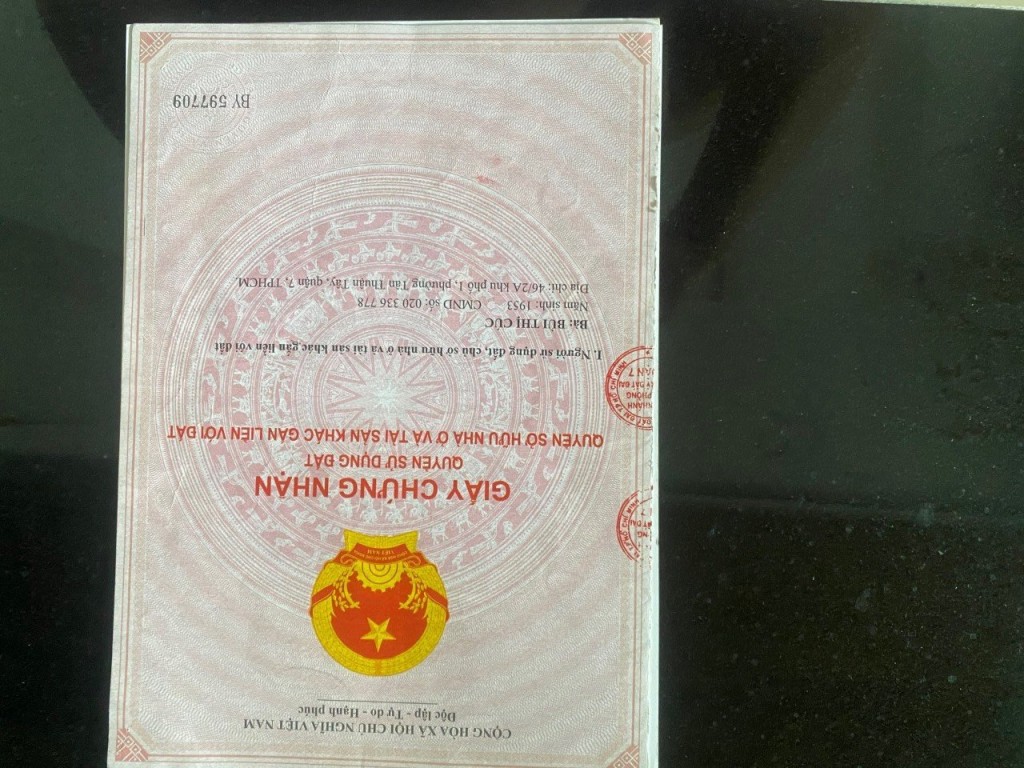 CỘNG HÒA XÃ HỘI CHỦ NGHĨA VIỆT NAM
Độc lập - Tự do - Hạnh phúc
VIỆT NAM
GIẤY CHỨNG NHẬN
QUYỀN SỬ DỤNG ĐẤT
QUYỀN SỞ HỮU NHÀ Ở VÀ TÀI SẢN KHÁC GẮN LIỀN VỚI ĐẤT
I. Người sử dụng đất, chủ sở hữu nhà ở và tài sản khác gắn liền với đất
Bà: BÙI THỊ CÚC
Năm sinh: 1953 CMND số: 020 336 778
Địa chỉ: 46/2A khu phố 1, phường Tân Thuận Tây, quận 7, TPHCM.
BY 597709